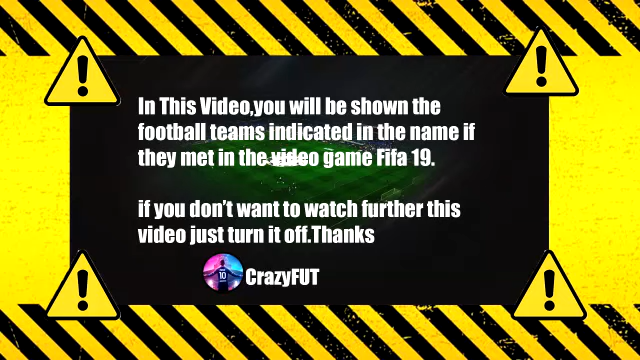 In This Video,you will be shown the
football teams indicated in the name if
they met in the video game Fifa 19.
if you don't want to watch further this
video just turn it off.Thanks
10
CrazyFUT